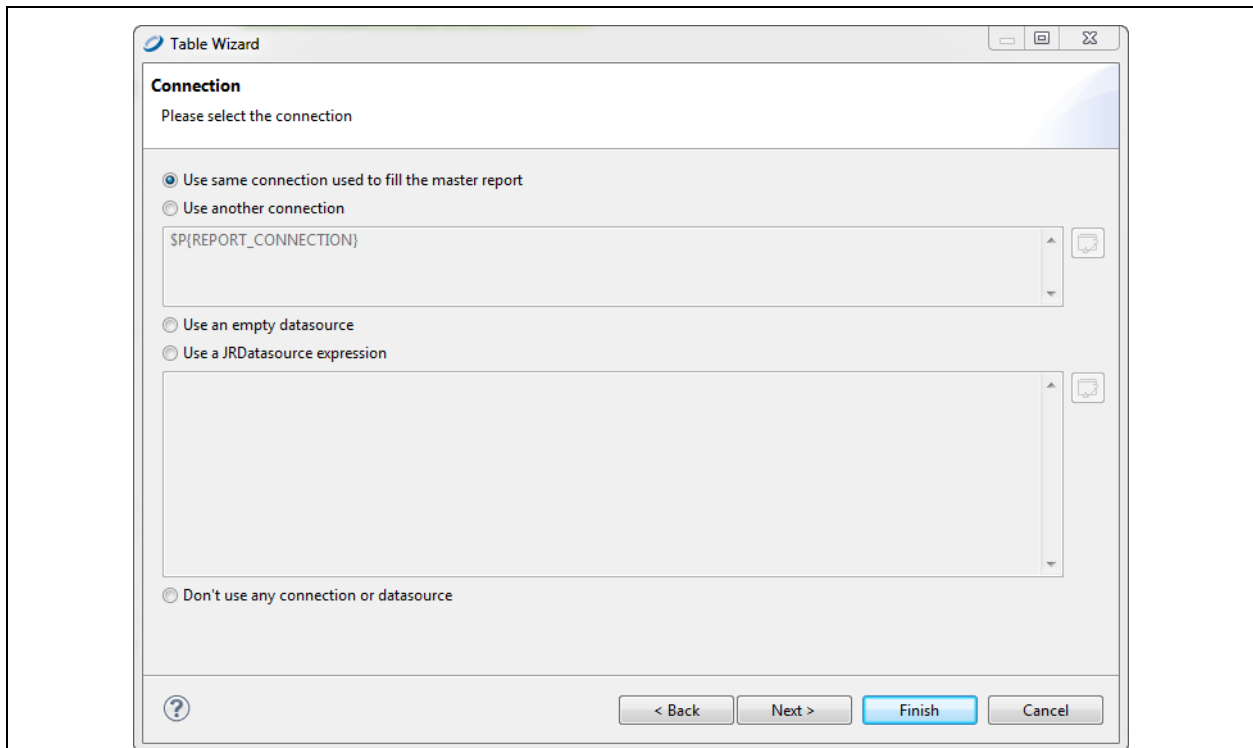 Table Wizard
Connection
Please select the connection
Use same connection used to fill the master report
Use another connection
$P{REPORT_CONNECTION}
Use an empty datasource
Use a JRDatasource expression
Don't use any connection or datasource
? < Back Next > Finish Cancel